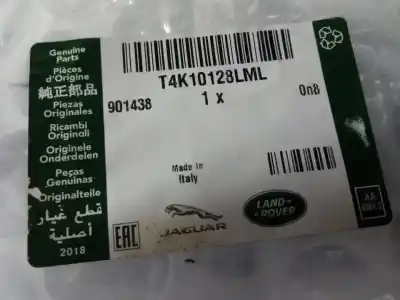 Genuine
Parts
Pièces
d'Origine
純正部品
Piezas
Originales
Ricambi
Originali
Originele
Onderdelen
Peças
Genuínas
Originalteile
قطع غيار
أصلية
2018
T4K10128LML
901438
1 x
0n8
Made in
Italy
EAC
JAGUAR
LAND-
ROVER